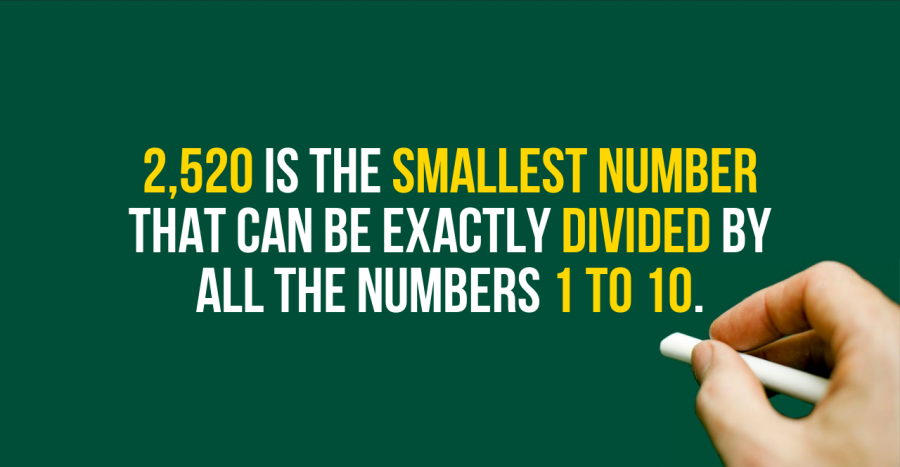 2,520 IS THE SMALLEST NUMBER
THAT CAN BE EXACTLY DIVIDED BY
ALL THE NUMBERS 1 TO 10.